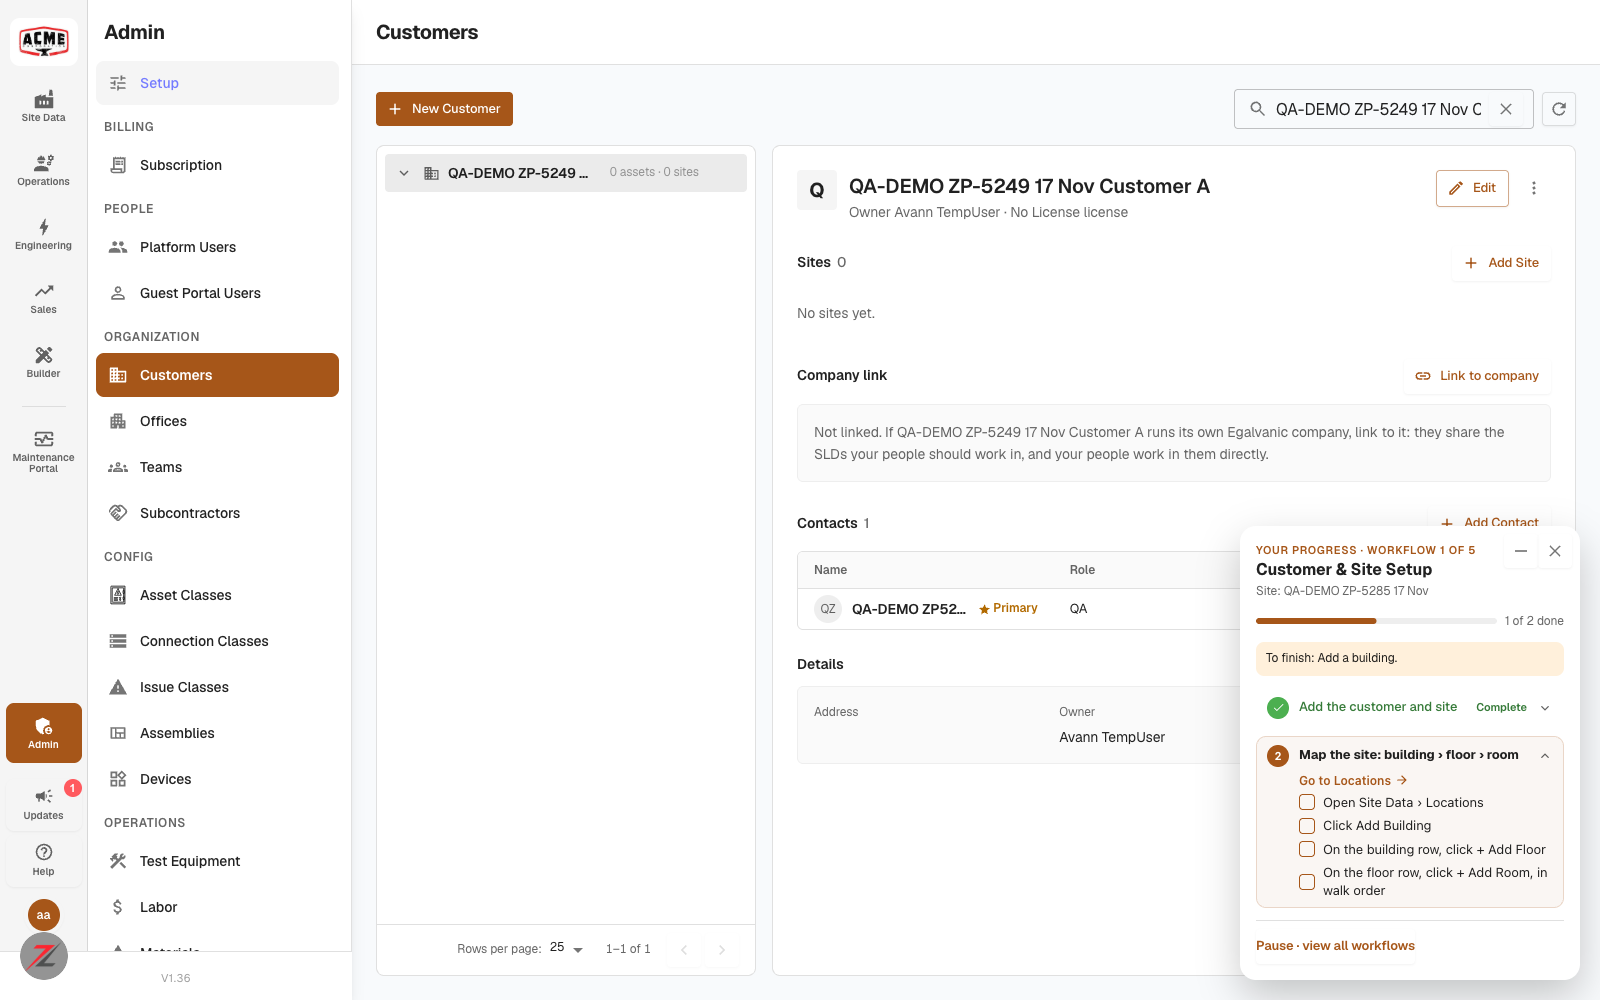 ACME
Site Data
Operations
Engineering
Sales
Builder
Maintenance
Portal
Admin
1
Updates
Help
aa
Admin
Setup
BILLING
Subscription
PEOPLE
Platform Users
Guest Portal Users
ORGANIZATION
Customers
Offices
Teams
Subcontractors
CONFIG
Asset Classes
Connection Classes
Issue Classes
Assemblies
Devices
OPERATIONS
Test Equipment
Labor
Materials
V1.36
Customers
New Customer
QA-DEMO ZP-5249 17 Nov C
QA-DEMO ZP-5249 ...
0 assets · 0 sites
Rows per page: 25
1–1 of 1
Q
QA-DEMO ZP-5249 17 Nov Customer A
Owner Avann TempUser · No License license
Edit
Sites 0
Add Site
No sites yet.
Company link
Link to company
Not linked. If QA-DEMO ZP-5249 17 Nov Customer A runs its own Egalvanic company, link to it: they share the
SLDs your people should work in, and your people work in them directly.
Contacts 1
Add Contact
Name
Role
QZ
QA-DEMO ZP52...
Primary
QA
Details
Address
Owner
Avann TempUser
YOUR PROGRESS · WORKFLOW 1 OF 5
Customer & Site Setup
Site: QA-DEMO ZP-5285 17 Nov
1 of 2 done
To finish: Add a building.
Add the customer and site
Complete
2
Map the site: building › floor › room
Go to Locations →
Open Site Data › Locations
Click Add Building
On the building row, click + Add Floor
On the floor row, click + Add Room, in
walk order
Pause · view all workflows